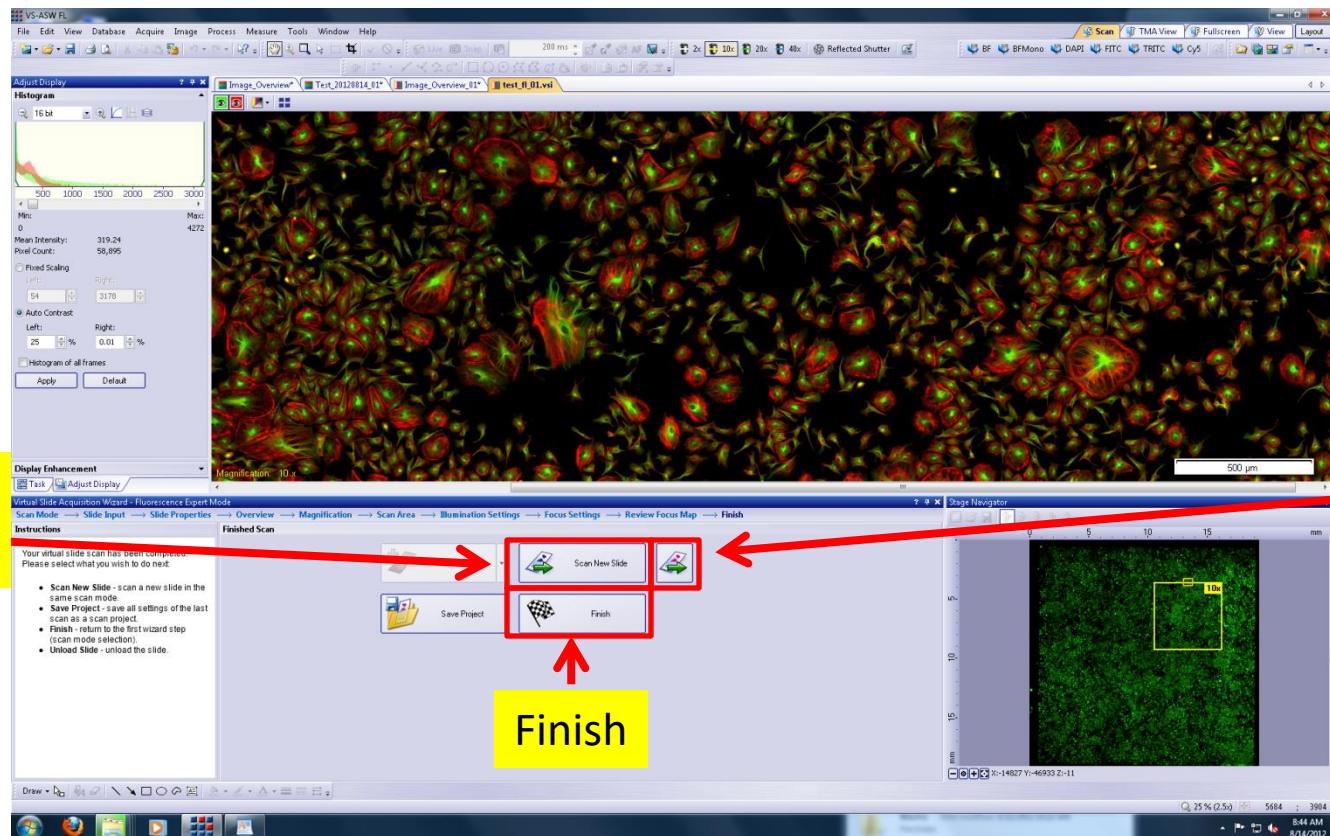 VS-ASW FL
File Edit View Database Acquire Image Process Measure Tools Window Help
Scan TMA View Fullscreen View Layout
Live Snap 200 ms 2x 10x 20x 40x Reflected Shutter BF BFMono DAPI FITC TRITC Cy5
Adjust Display
Image_Overview* Test_20120814_01* Image_Overview_01* test_fl_01.vsi
Histogram
16 bit
500 1000 1500 2000 2500 3000
Min: Max:
0 4272
Mean Intensity: 319.24
Pixel Count: 58,895
Fixed Scaling
Left: Right:
54 3178
Auto Contrast
Left: Right:
25 % 0.01 %
Histogram of all frames
Apply Default
Display Enhancement
Task Adjust Display
Magnification: 10 x
500 µm
Virtual Slide Acquisition Wizard - Fluorescence Expert Mode
Scan Mode → Slide Input → Slide Properties → Overview → Magnification → Scan Area → Illumination Settings → Focus Settings → Review Focus Map → Finish
Instructions
Your virtual slide scan has been completed.
Please select what you wish to do next:
• Scan New Slide - scan a new slide in the
same scan mode.
• Save Project - save all settings of the last
scan as a scan project.
• Finish - return to the first wizard step
(scan mode selection).
• Unload Slide - unload the slide.
Finished Scan
Scan New Slide
Save Project Finish
Finish
Stage Navigator
0 5 10 15 mm
10x
5
10
15
mm
X:-14827 Y:-46933 Z:-11
Draw
25 % (2.5x) 5684 : 3904
8:44 AM
8/14/2012